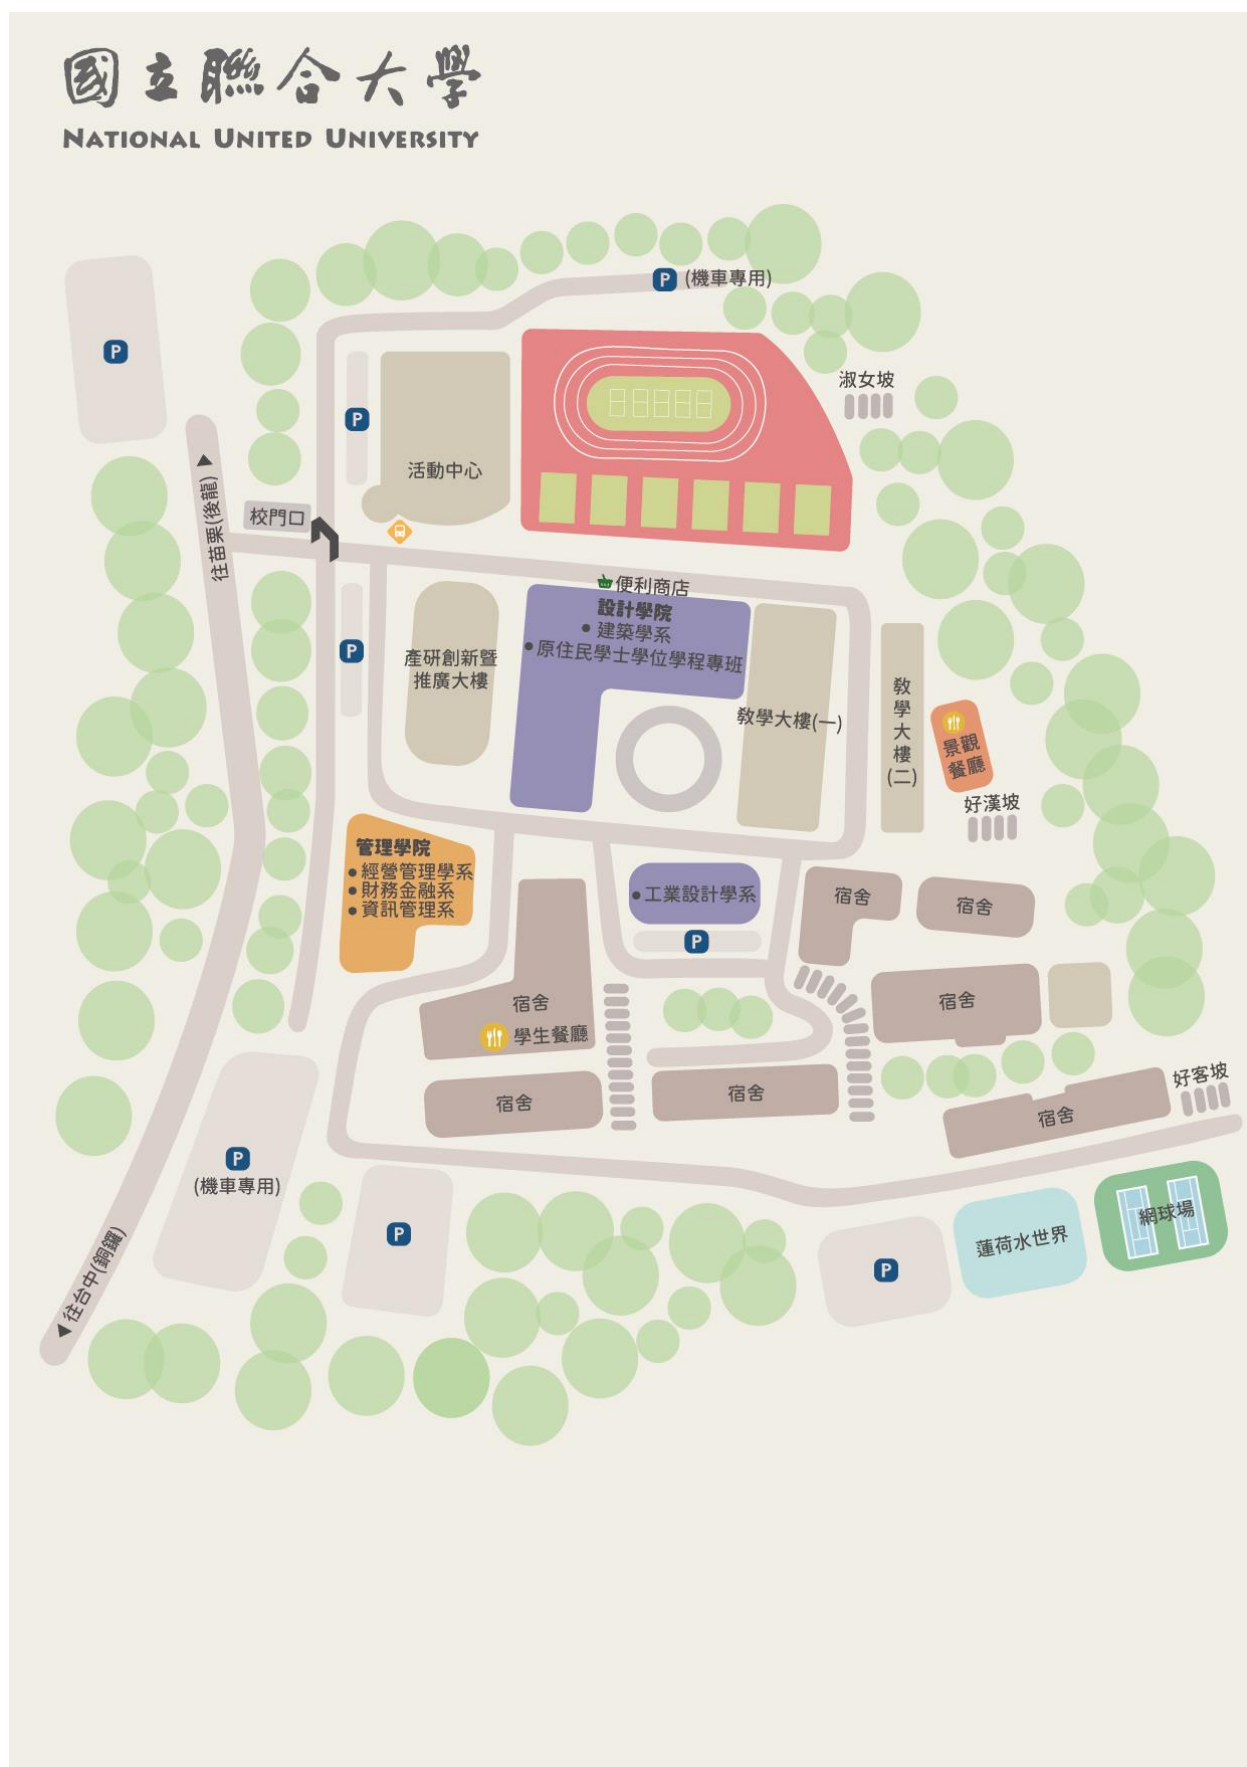 國立聯合大學
NATIONAL UNITED UNIVERSITY
P (機車專用)
P
淑女坡
P
活動中心
往苗栗(後龍)
校門口
便利商店
設計學院
• 建築學系
• 原住民學士學位學程專班
P
產研創新暨
推廣大樓
教學大樓(一)
教學大樓(二)
景觀
餐廳
好漢坡
管理學院
• 經營管理學系
• 財務金融系
• 資訊管理系
• 工業設計學系
P
宿舍
宿舍
宿舍
宿舍
學生餐廳
宿舍
宿舍
宿舍
好客坡
P
(機車專用)
P
P
蓮荷水世界
網球場
往台中(銅鑼)